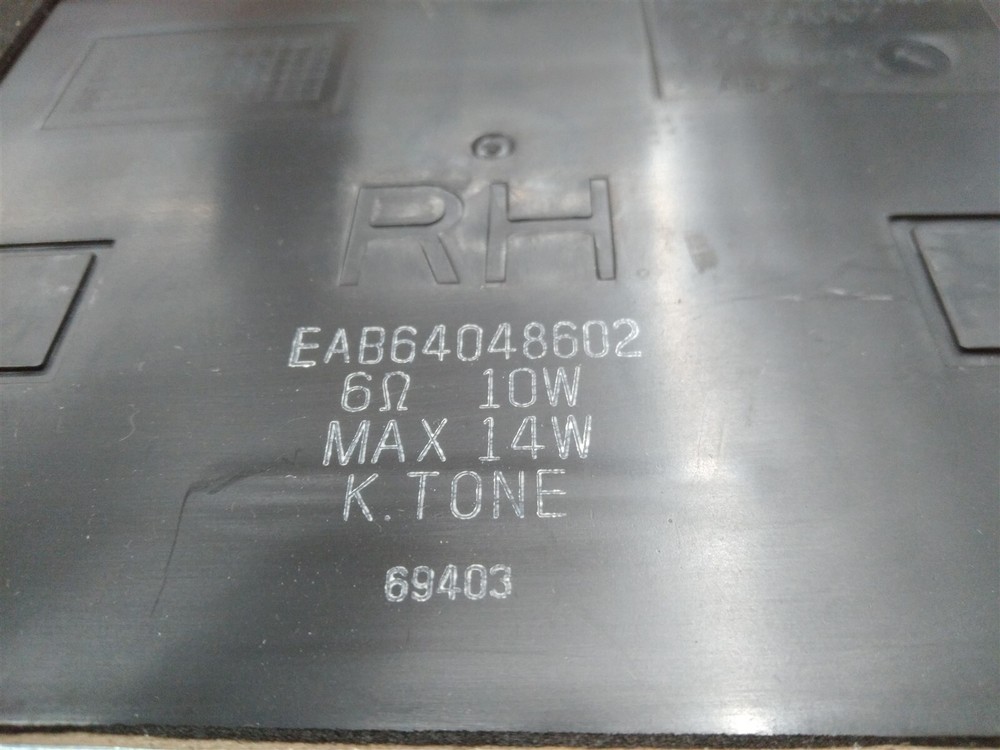 RH
EAB64048602
6Ω 10W
MAX 14W
K.TONE
69403